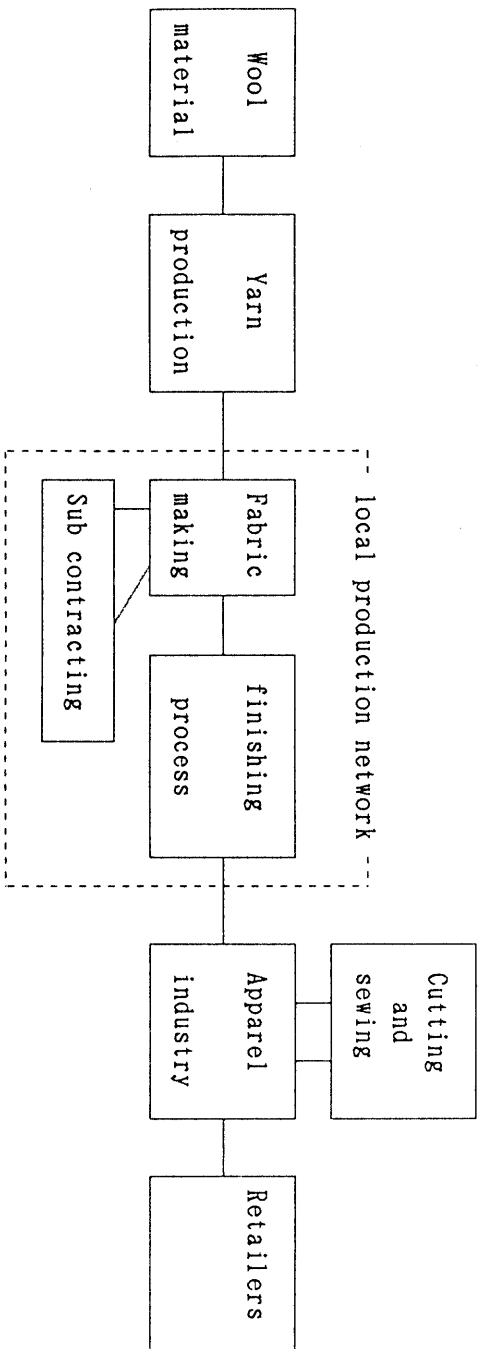 local production network
Cutting
and
sewing
Wool
material
Yarn
production
Fabric
making
finishing
process
Apparel
industry
Retailers
Sub contracting